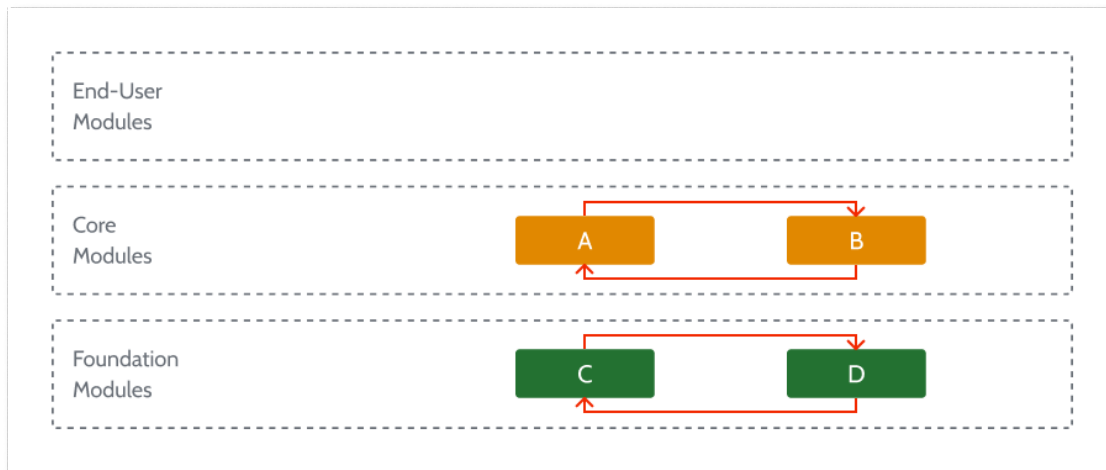 End-User
Modules
Core
Modules
A
B
Foundation
Modules
C
D